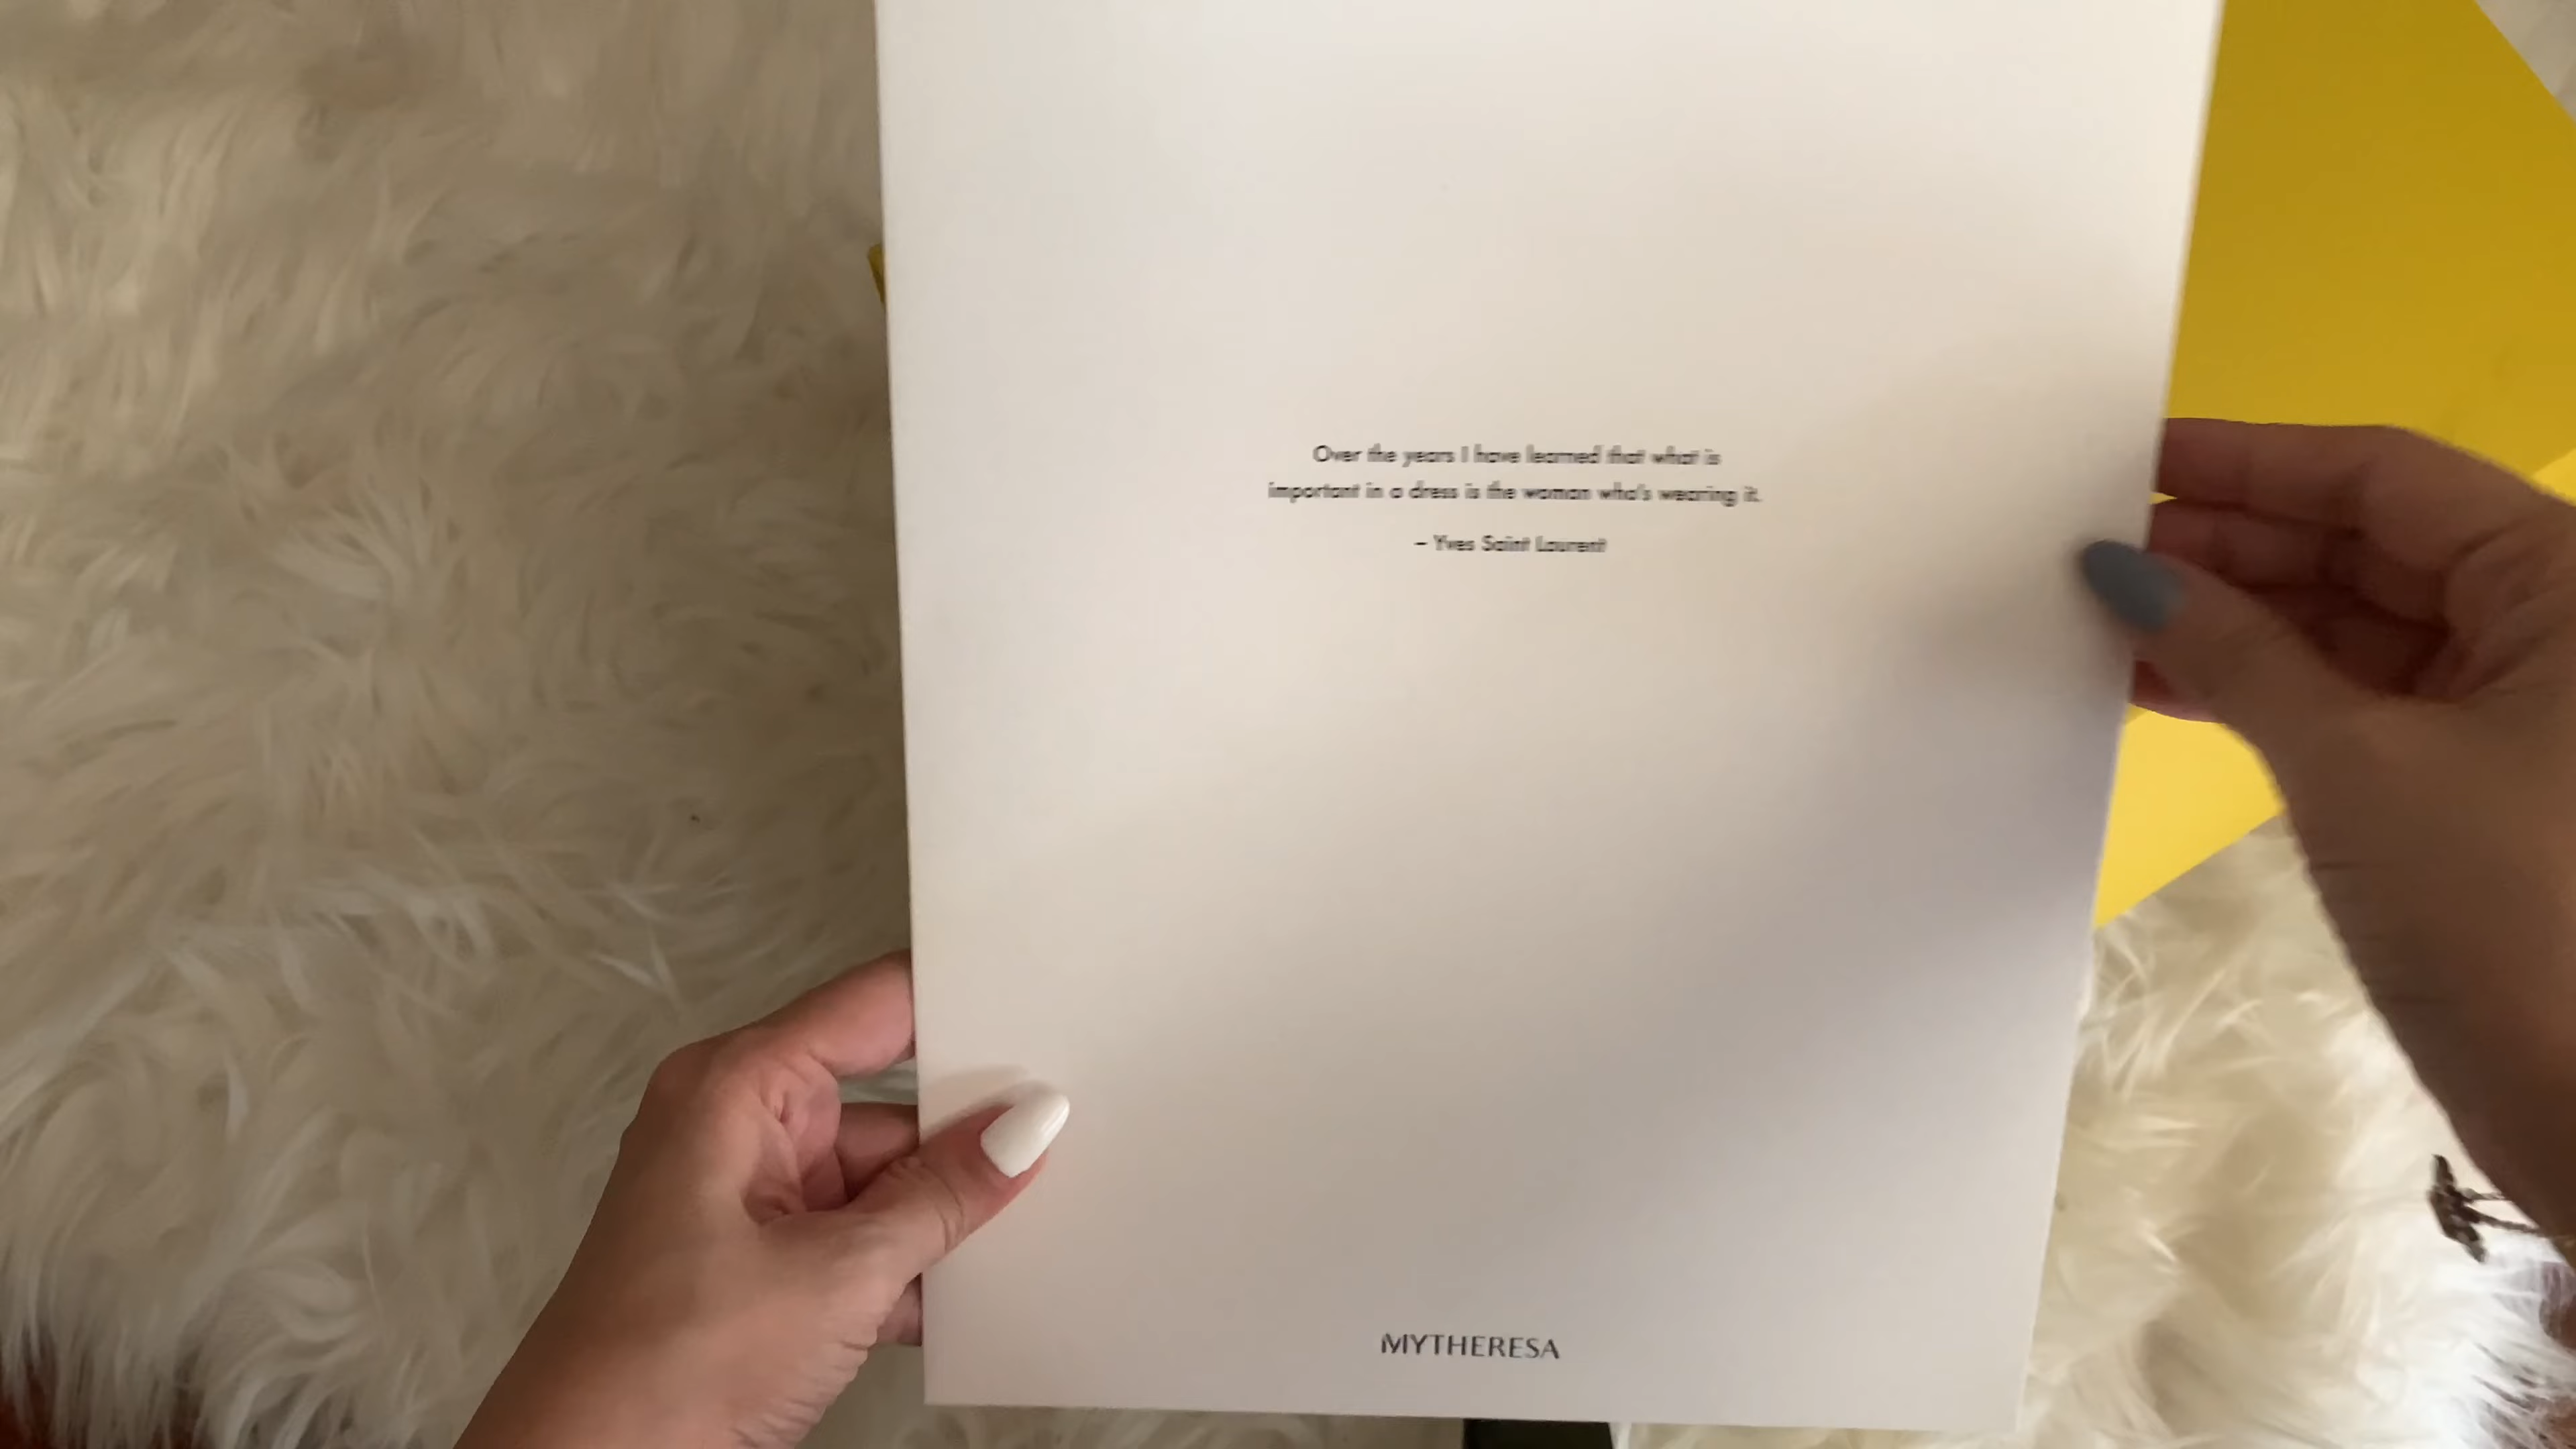 Over the years I have learned that what is
important in a dress is the woman who's wearing it.
– Yves Saint Laurent
MYTHERESA